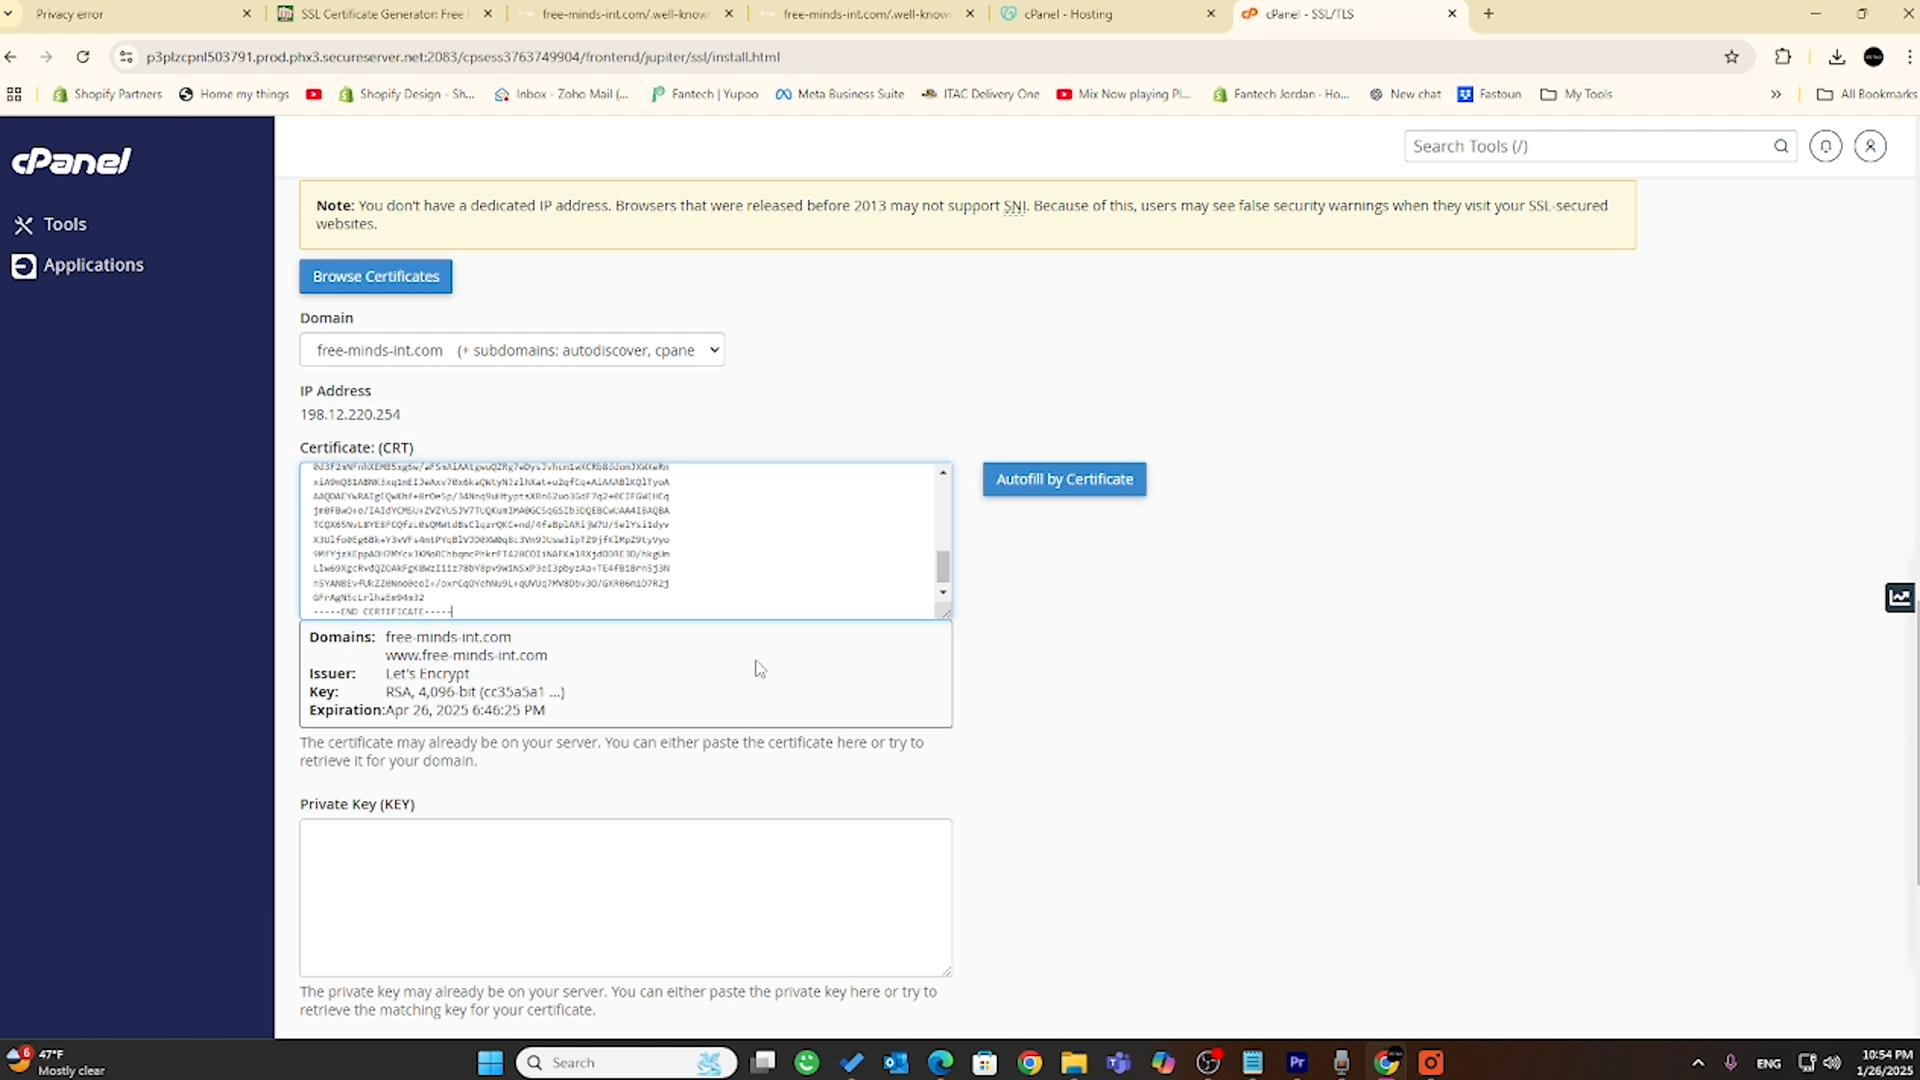 Privacy error
SSL Certificate Generator: Free
free-minds-int.com/.well-know
free-minds-int.com/.well-know
cPanel - Hosting
cPanel - SSL/TLS
p3plzcpnl503791.prod.phx3.secureserver.net:2083/cpsess3763749904/frontend/jupiter/ssl/install.html
Shopify Partners
Home my things
Shopify Design - Sh...
Inbox - Zoho Mail (...
Fantech | Yupoo
Meta Business Suite
ITAC Delivery One
Mix Now playing Pl...
Fantech Jordan - Ho...
New chat
Fastoun
My Tools
All Bookmarks
cPanel
Search Tools (/)
Tools
Applications
Note: You don't have a dedicated IP address. Browsers that were released before 2013 may not support SNI. Because of this, users may see false security warnings when they visit your SSL-secured
websites.
Browse Certificates
Domain
free-minds-int.com (+ subdomains: autodiscover, cpane
IP Address
198.12.220.254
Certificate: (CRT)
-----END CERTIFICATE-----
Autofill by Certificate
Domains: free-minds-int.com
www.free-minds-int.com
Issuer: Let's Encrypt
Key: RSA, 4,096-bit (cc35a5a1 ...)
Expiration:Apr 26, 2025 6:46:25 PM
The certificate may already be on your server. You can either paste the certificate here or try to
retrieve it for your domain.
Private Key (KEY)
The private key may already be on your server. You can either paste the private key here or try to
retrieve the matching key for your certificate.
6
47°F
Mostly clear
Search
Pr
ENG
10:54 PM
1/26/2025